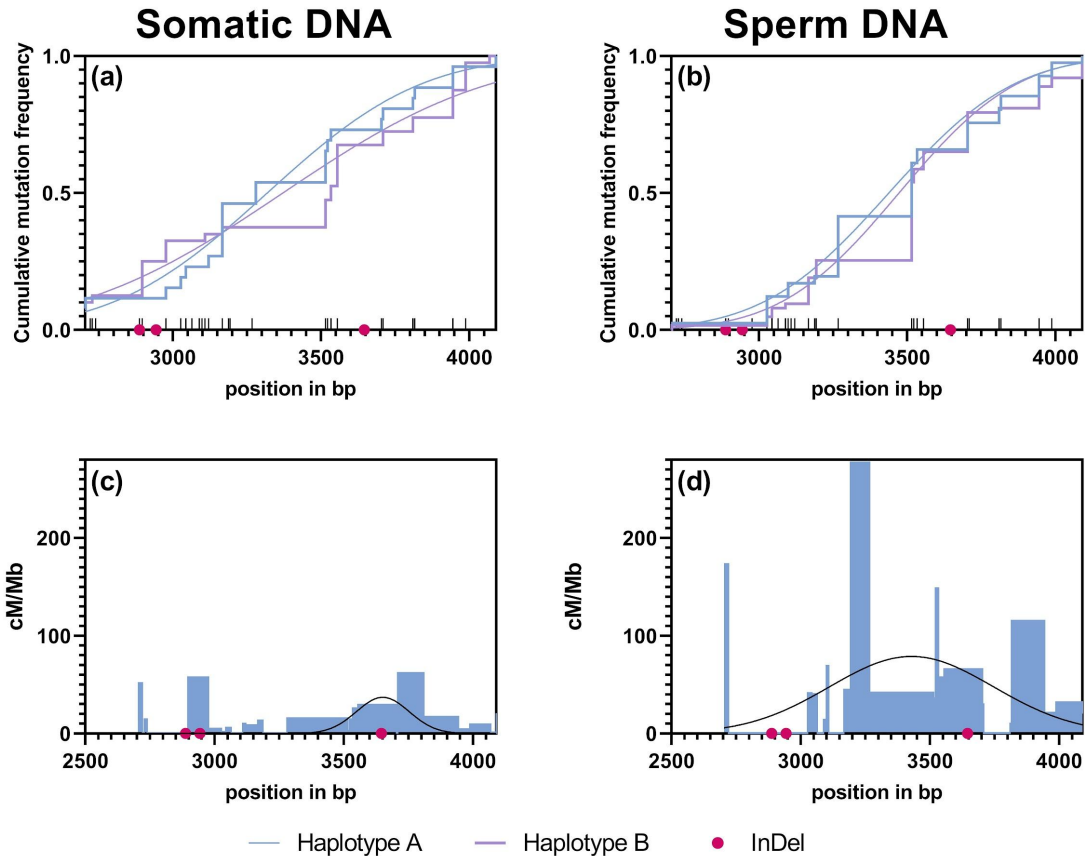 Somatic DNA
Sperm DNA
(a)
Cumulative mutation frequency
1.0
0.5
0.0
3000 3500 4000
position in bp
(b)
Cumulative mutation frequency
1.0
0.5
0.0
3000 3500 4000
position in bp
(c)
cM/Mb
200
100
0
2500 3000 3500 4000
position in bp
(d)
cM/Mb
200
100
0
2500 3000 3500 4000
position in bp
Haplotype A Haplotype B InDel